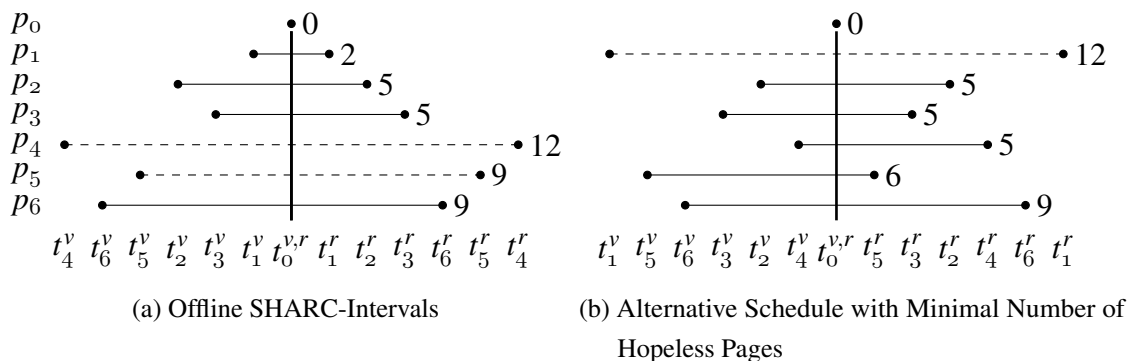 p₀ 0 0
p₁ 2 12
p₂ 5 5
p₃ 5 5
p₄ 12 5
p₅ 9 6
p₆ 9 9
t₄ᵛ t₆ᵛ t₅ᵛ t₂ᵛ t₃ᵛ t₁ᵛ t₀ᵛ,ʳ t₁ʳ t₂ʳ t₃ʳ t₆ʳ t₅ʳ t₄ʳ t₁ᵛ t₅ᵛ t₆ᵛ t₃ᵛ t₂ᵛ t₄ᵛ t₀ᵛ,ʳ t₅ʳ t₃ʳ t₂ʳ t₄ʳ t₆ʳ t₁ʳ
(a) Offline SHARC-Intervals
(b) Alternative Schedule with Minimal Number of
Hopeless Pages